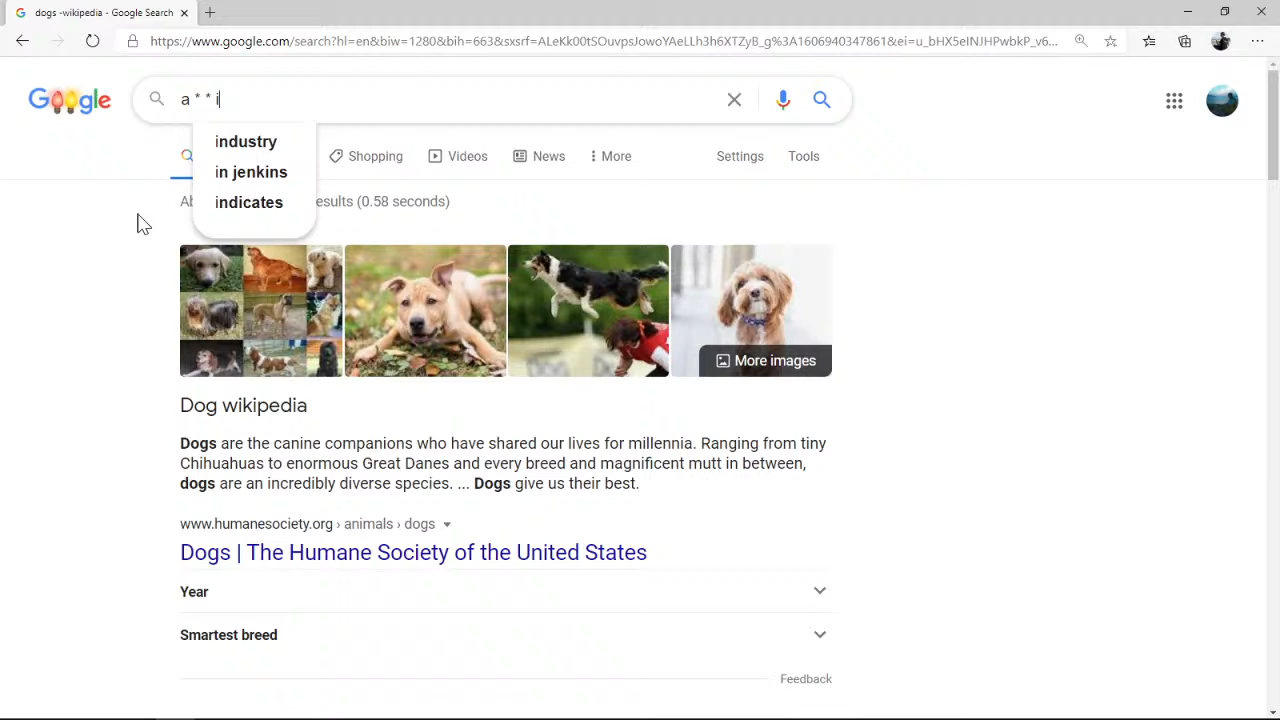 dogs -wikipedia - Google Search
https://www.google.com/search?hl=en&biw=1280&bih=663&sxsrf=ALeKk00tSOuvpsJowoYAeLLh3h6XTZyB_g%3A1606940347861&ei=u_bHX5eINJHPwbkP_v6...
Google
a * * i
industry
in jenkins
indicates
Shopping
Videos
News
More
Settings
Tools
Ab esults (0.58 seconds)
More images
Dog wikipedia
Dogs are the canine companions who have shared our lives for millennia. Ranging from tiny
Chihuahuas to enormous Great Danes and every breed and magnificent mutt in between,
dogs are an incredibly diverse species. ... Dogs give us their best.
www.humanesociety.org › animals › dogs
Dogs | The Humane Society of the United States
Year
Smartest breed
Feedback